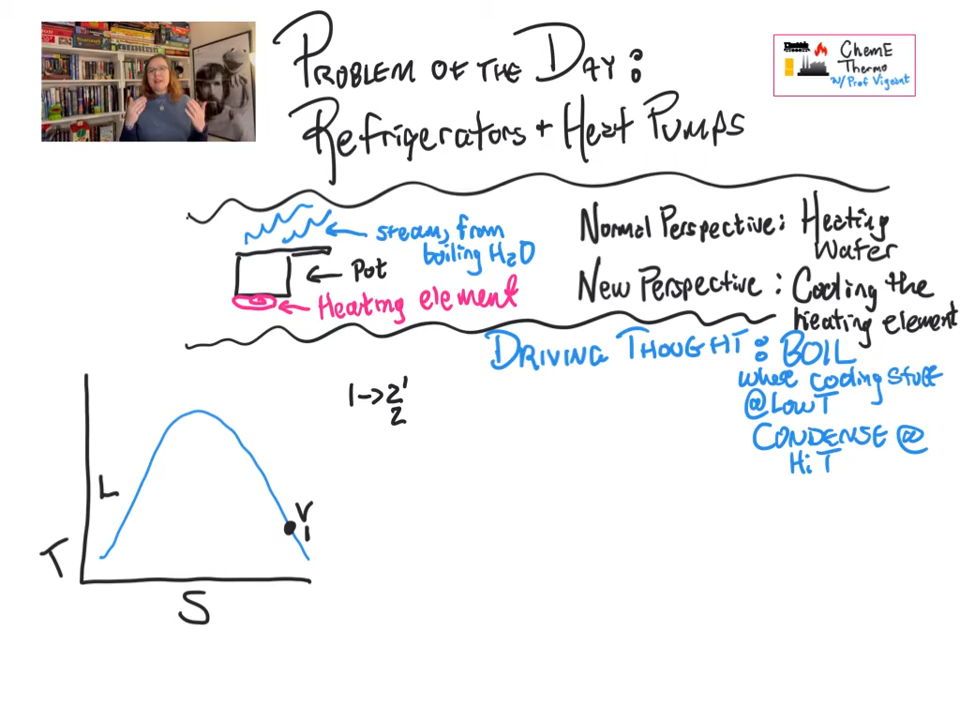 PROBLEM OF THE DAY:
Refrigerators + Heat Pumps
ChemE
Thermo
w/ Prof Vigeant
steam, from
boiling H2O
Pot
Heating element
Normal Perspective: Heating
Water
New Perspective: Cooling the
heating element
DRIVING THOUGHT: BOIL
where cooling stuff
@ Low T
CONDENSE @
Hi T
1->2'
2
L
V
1
T
S